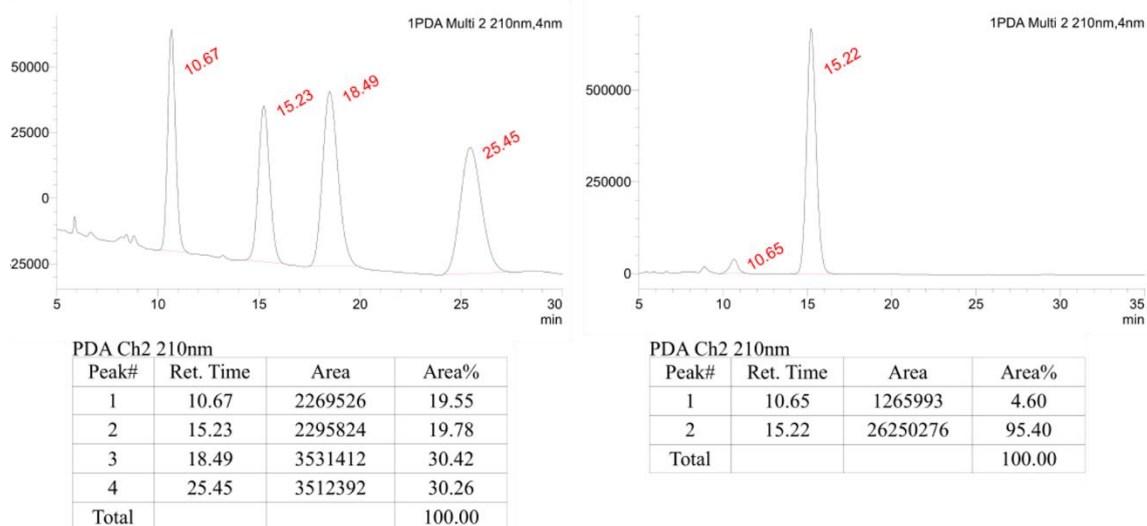 1PDA Multi 2 210nm,4nm
50000
25000
0
25000
10.67
15.23
18.49
25.45
5 10 15 20 25 30
min
PDA Ch2 210nm
Peak# Ret. Time Area Area%
1 10.67 2269526 19.55
2 15.23 2295824 19.78
3 18.49 3531412 30.42
4 25.45 3512392 30.26
Total 100.00
1PDA Multi 2 210nm,4nm
500000
250000
0
10.65
15.22
5 10 15 20 25 30 35
min
PDA Ch2 210nm
Peak# Ret. Time Area Area%
1 10.65 1265993 4.60
2 15.22 26250276 95.40
Total 100.00